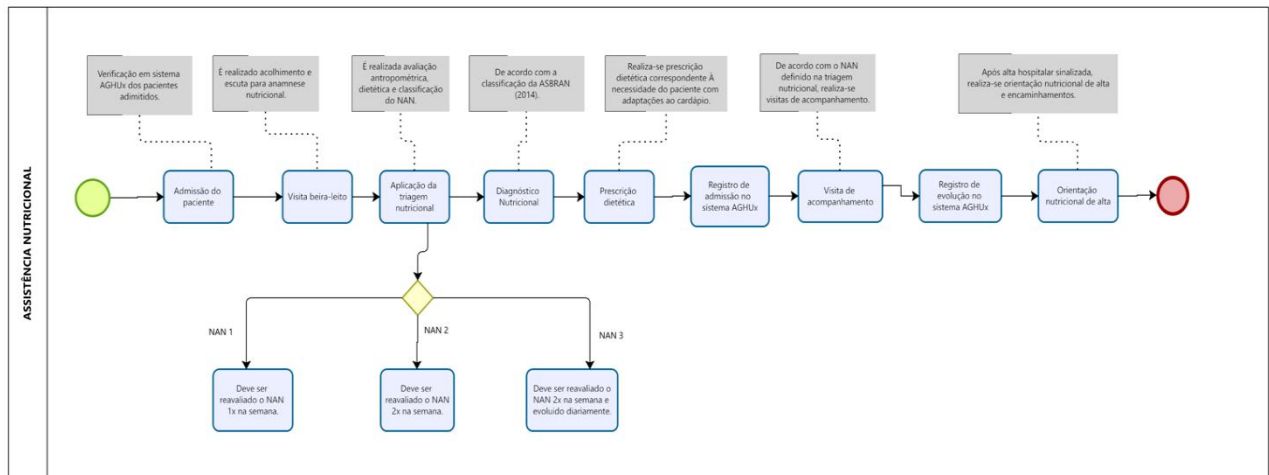 ASSISTÊNCIA NUTRICIONAL
Verificação em sistema
AGHUx dos pacientes
adimitidos.
É realizado acolhimento e
escuta para anamnese
nutricional.
É realizada avaliação
antropométrica,
dietética e classificação
do NAN.
De acordo com a
classificação da ASBRAN
(2014).
Realiza-se prescrição
dietética correspondente À
necessidade do paciente com
adaptações ao cardápio.
De acordo com o NAN
definido na triagem
nutricional, realiza-se
visitas de acompanhamento.
Após alta hospitalar sinalizada,
realiza-se orientação nutricional de alta
e encaminhamentos.
Admissão do
paciente
Visita beira-leito
Aplicação da
triagem
nutricional
Diagnóstico
Nutricional
Prescrição
dietética
Registro de
admissão no
sistema AGHUx
Visita de
acompanhamento
Registro de
evolução no
sistema AGHUx
Orientação
nutricional de alta
NAN 1
NAN 2
NAN 3
Deve ser
reavaliado o NAN
1x na semana.
Deve ser
reavaliado o NAN
2x na semana.
Deve ser reavaliado o
NAN 2x na semana e
evoluido diariamente.